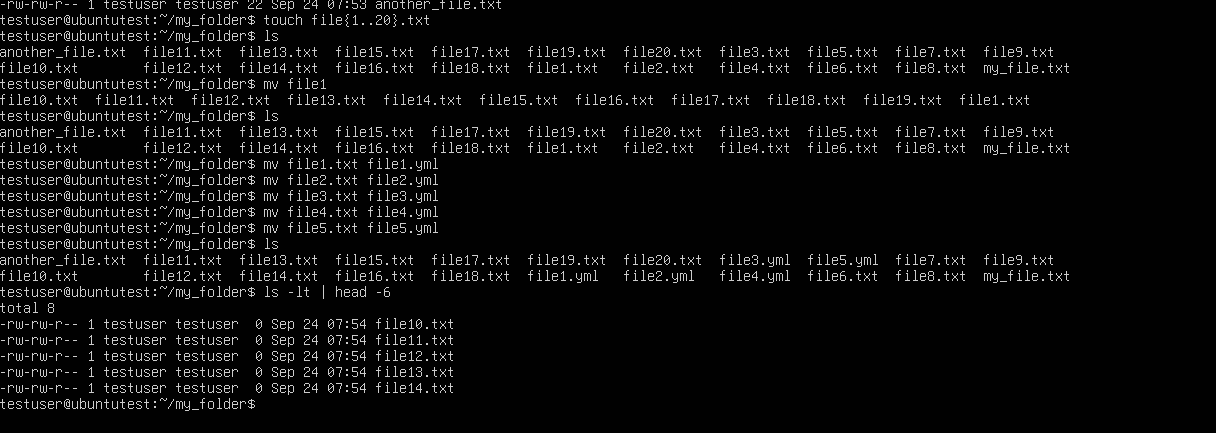 -rw-rw-r-- 1 testuser testuser 22 Sep 24 07:53 another_file.txt
testuser@ubuntutest:~/my_folder$ touch file{1..20}.txt
testuser@ubuntutest:~/my_folder$ ls
another_file.txt  file11.txt  file13.txt  file15.txt  file17.txt  file19.txt  file20.txt  file3.txt  file5.txt  file7.txt  file9.txt
file10.txt        file12.txt  file14.txt  file16.txt  file18.txt  file1.txt   file2.txt   file4.txt  file6.txt  file8.txt  my_file.txt
testuser@ubuntutest:~/my_folder$ mv file1
file10.txt  file11.txt  file12.txt  file13.txt  file14.txt  file15.txt  file16.txt  file17.txt  file18.txt  file19.txt  file1.txt
testuser@ubuntutest:~/my_folder$ ls
another_file.txt  file11.txt  file13.txt  file15.txt  file17.txt  file19.txt  file20.txt  file3.txt  file5.txt  file7.txt  file9.txt
file10.txt        file12.txt  file14.txt  file16.txt  file18.txt  file1.txt   file2.txt   file4.txt  file6.txt  file8.txt  my_file.txt
testuser@ubuntutest:~/my_folder$ mv file1.txt file1.yml
testuser@ubuntutest:~/my_folder$ mv file2.txt file2.yml
testuser@ubuntutest:~/my_folder$ mv file3.txt file3.yml
testuser@ubuntutest:~/my_folder$ mv file4.txt file4.yml
testuser@ubuntutest:~/my_folder$ mv file5.txt file5.yml
testuser@ubuntutest:~/my_folder$ ls
another_file.txt  file11.txt  file13.txt  file15.txt  file17.txt  file19.txt  file20.txt  file3.yml  file5.yml  file7.txt  file9.txt
file10.txt        file12.txt  file14.txt  file16.txt  file18.txt  file1.yml   file2.yml   file4.yml  file6.txt  file8.txt  my_file.txt
testuser@ubuntutest:~/my_folder$ ls -lt | head -6
total 8
-rw-rw-r-- 1 testuser testuser  0 Sep 24 07:54 file10.txt
-rw-rw-r-- 1 testuser testuser  0 Sep 24 07:54 file11.txt
-rw-rw-r-- 1 testuser testuser  0 Sep 24 07:54 file12.txt
-rw-rw-r-- 1 testuser testuser  0 Sep 24 07:54 file13.txt
-rw-rw-r-- 1 testuser testuser  0 Sep 24 07:54 file14.txt
testuser@ubuntutest:~/my_folder$